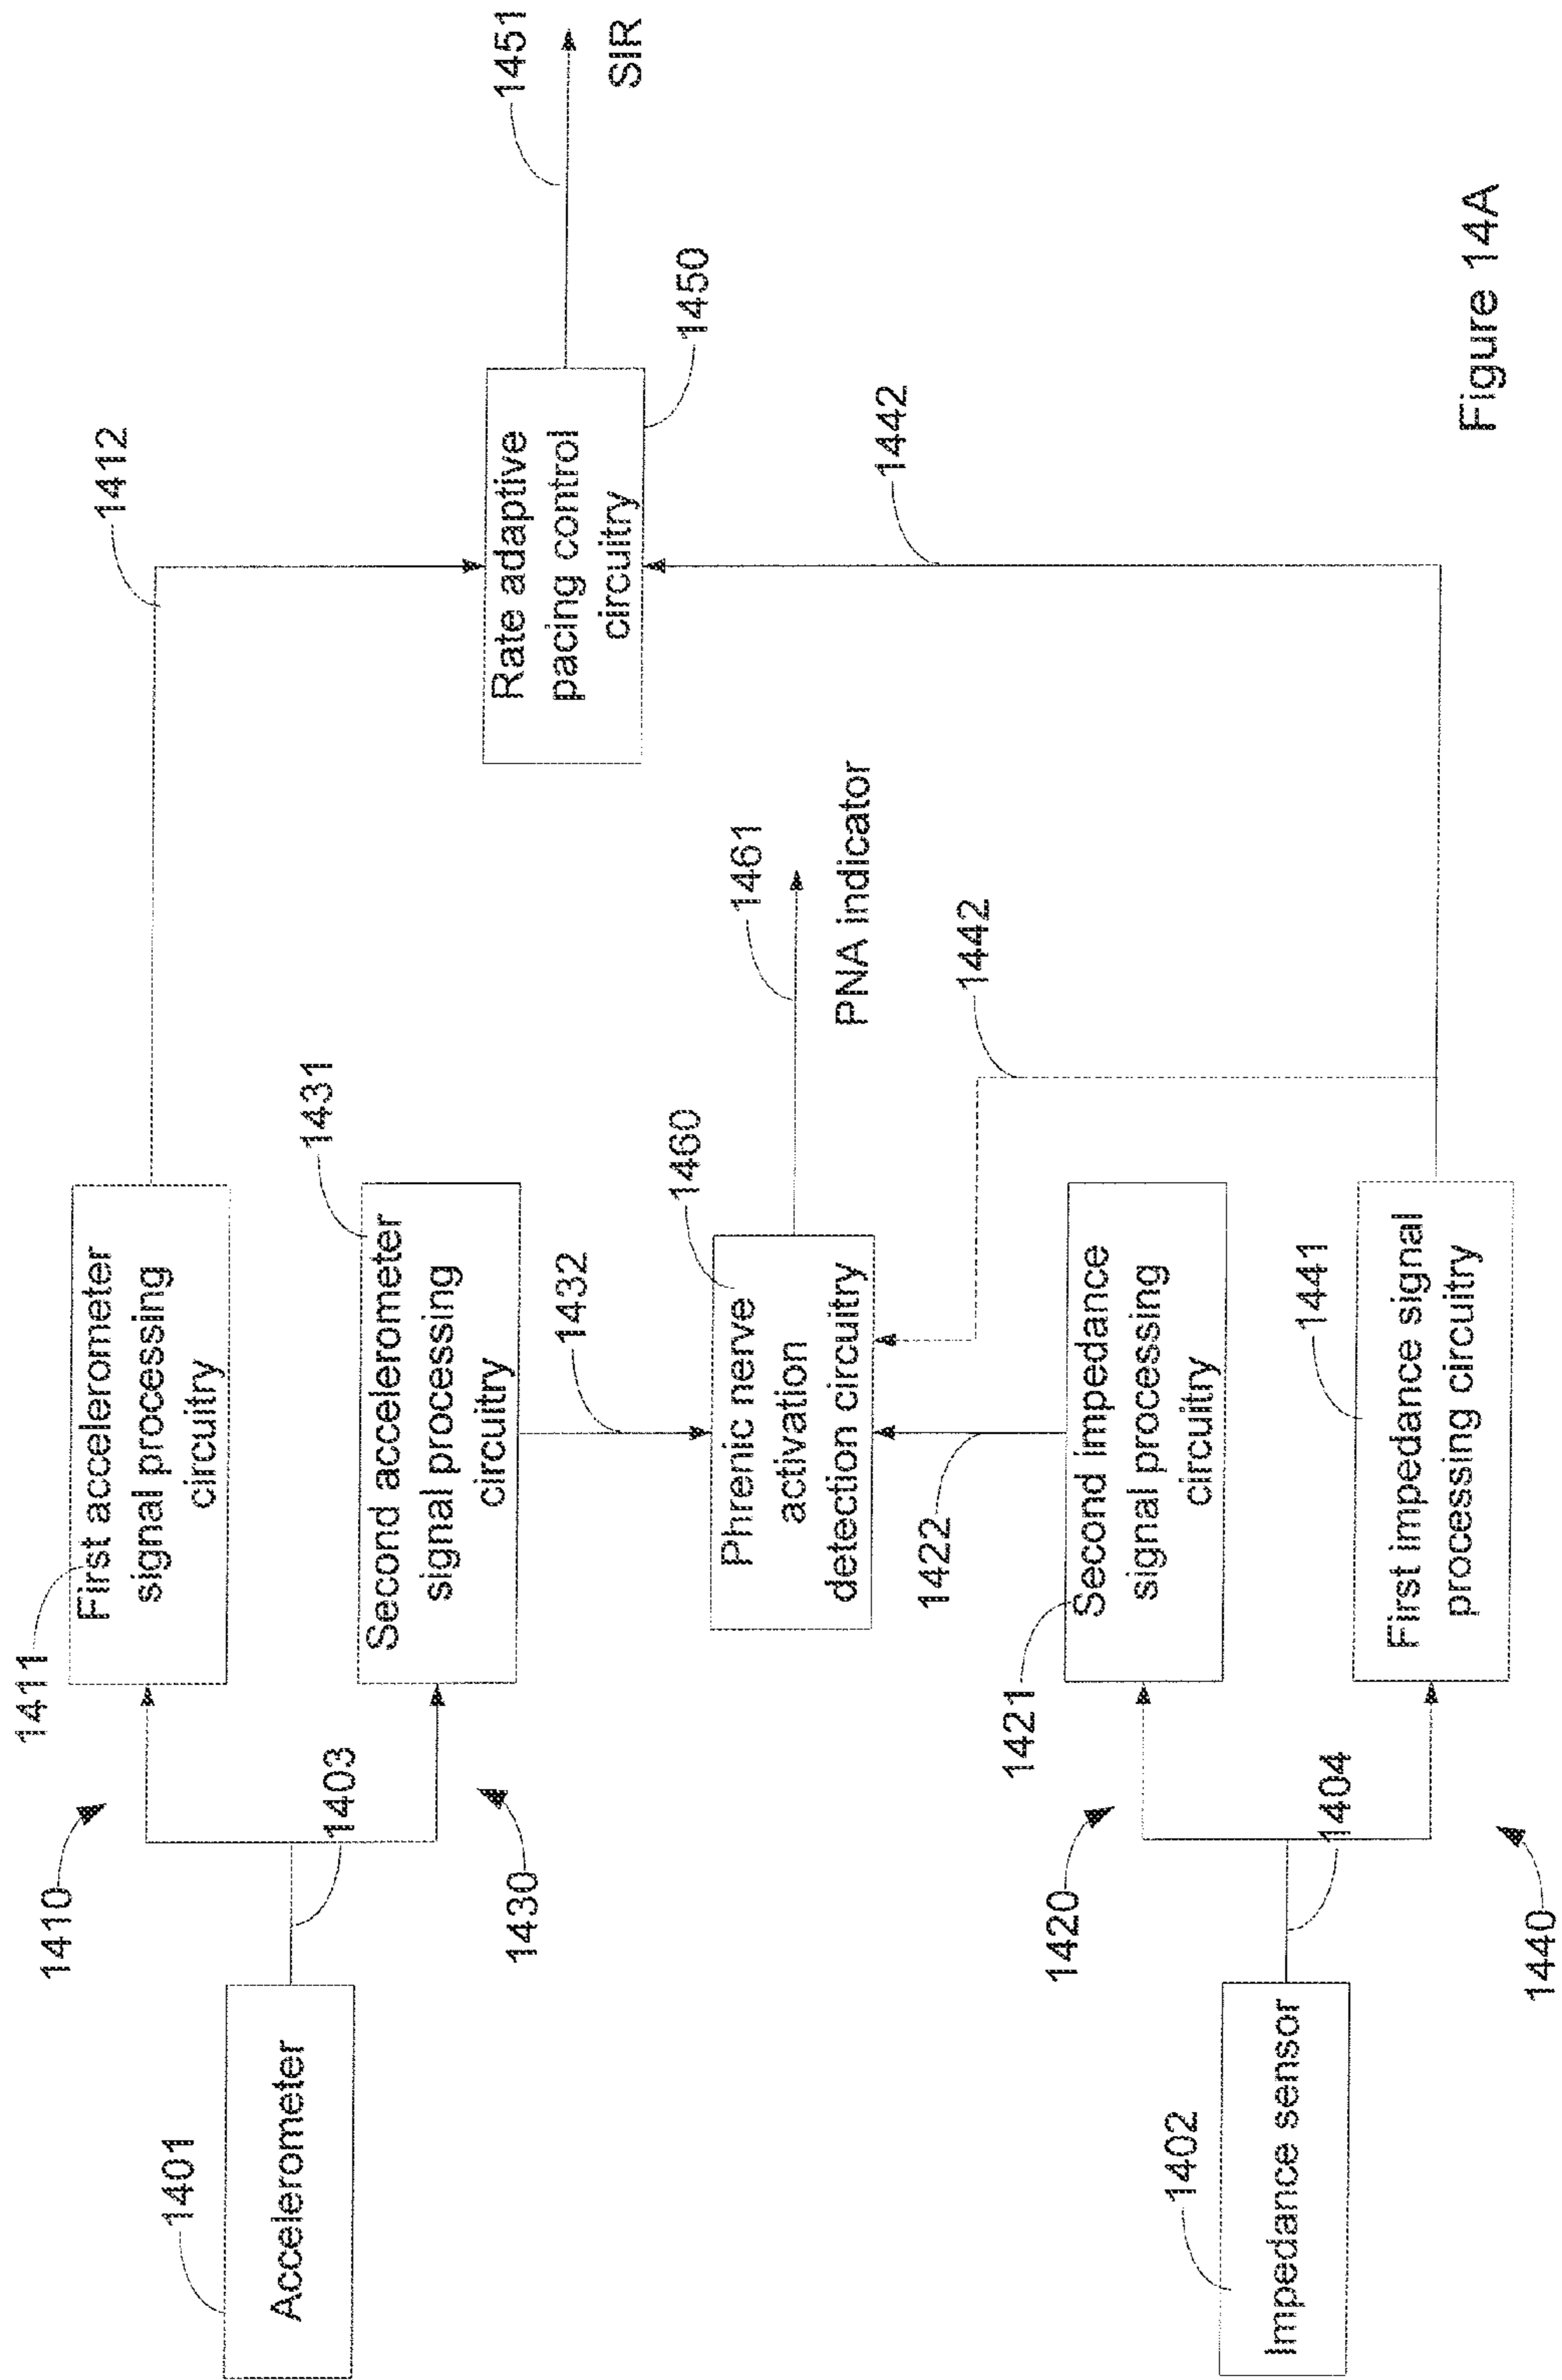 1401
Accelerometer
1403
1410
1430
1411
First accelerometer
signal processing
circuitry
1412
Second accelerometer
signal processing
circuitry
1431
1432
Phrenic nerve
activation
detection circuitry
1460
1461
PNA indicator
Rate adaptive
pacing control
circuitry
1450
1451
SIR
1402
Impedance sensor
1404
1420
1440
1421
Second impedance
signal processing
circuitry
1422
First impedance signal
processing circuitry
1441
1442
1442
Figure 14A